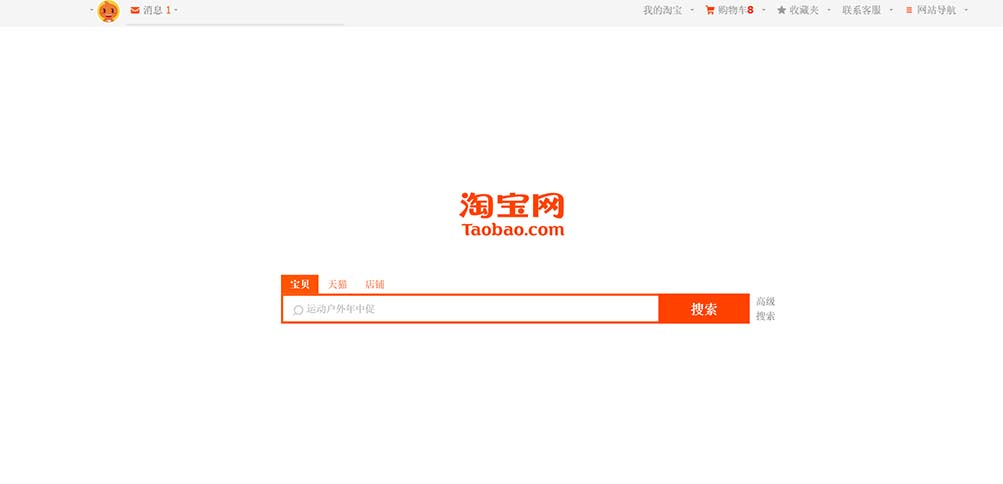 消息 1
我的淘宝 购物车8 收藏夹 联系客服 网站导航
淘宝网
Taobao.com
宝贝 天猫 店铺
运动户外年中促 搜索
高级
搜索